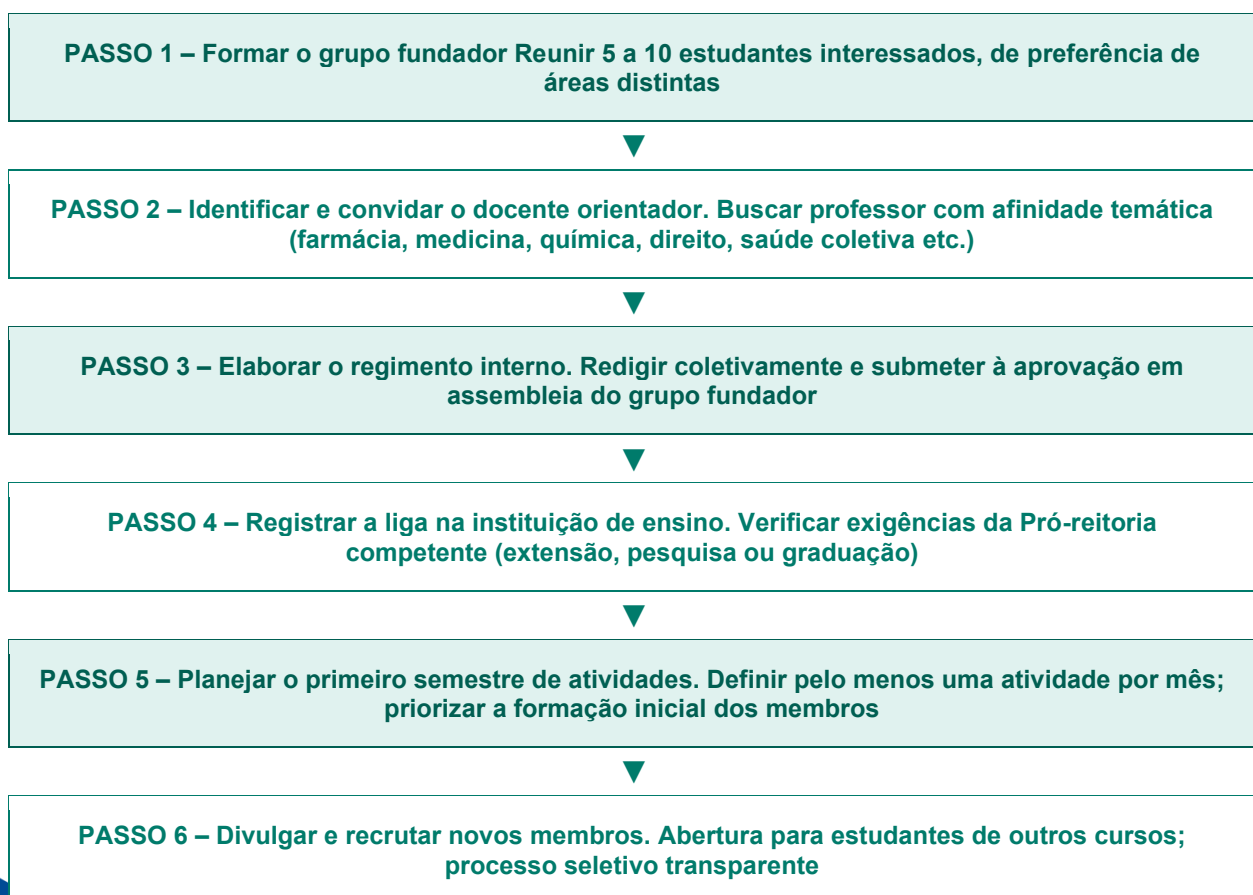 PASSO 1 – Formar o grupo fundador Reunir 5 a 10 estudantes interessados, de preferência de
áreas distintas
PASSO 2 – Identificar e convidar o docente orientador. Buscar professor com afinidade temática
(farmácia, medicina, química, direito, saúde coletiva etc.)
PASSO 3 – Elaborar o regimento interno. Redigir coletivamente e submeter à aprovação em
assembleia do grupo fundador
PASSO 4 – Registrar a liga na instituição de ensino. Verificar exigências da Pró-reitoria
competente (extensão, pesquisa ou graduação)
PASSO 5 – Planejar o primeiro semestre de atividades. Definir pelo menos uma atividade por mês;
priorizar a formação inicial dos membros
PASSO 6 – Divulgar e recrutar novos membros. Abertura para estudantes de outros cursos;
processo seletivo transparente